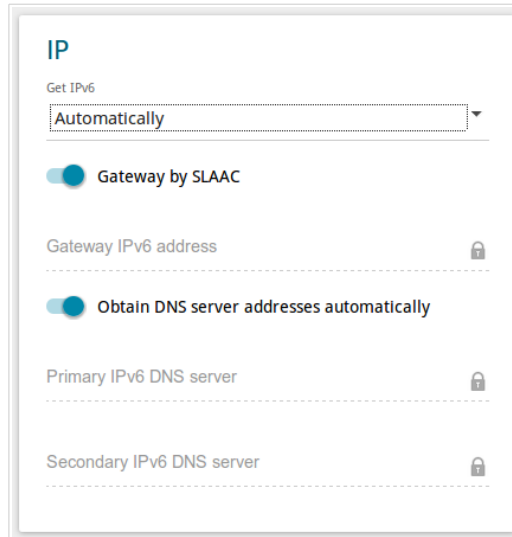 IP
Get IPv6
Automatically
Gateway by SLAAC
Gateway IPv6 address
Obtain DNS server addresses automatically
Primary IPv6 DNS server
Secondary IPv6 DNS server